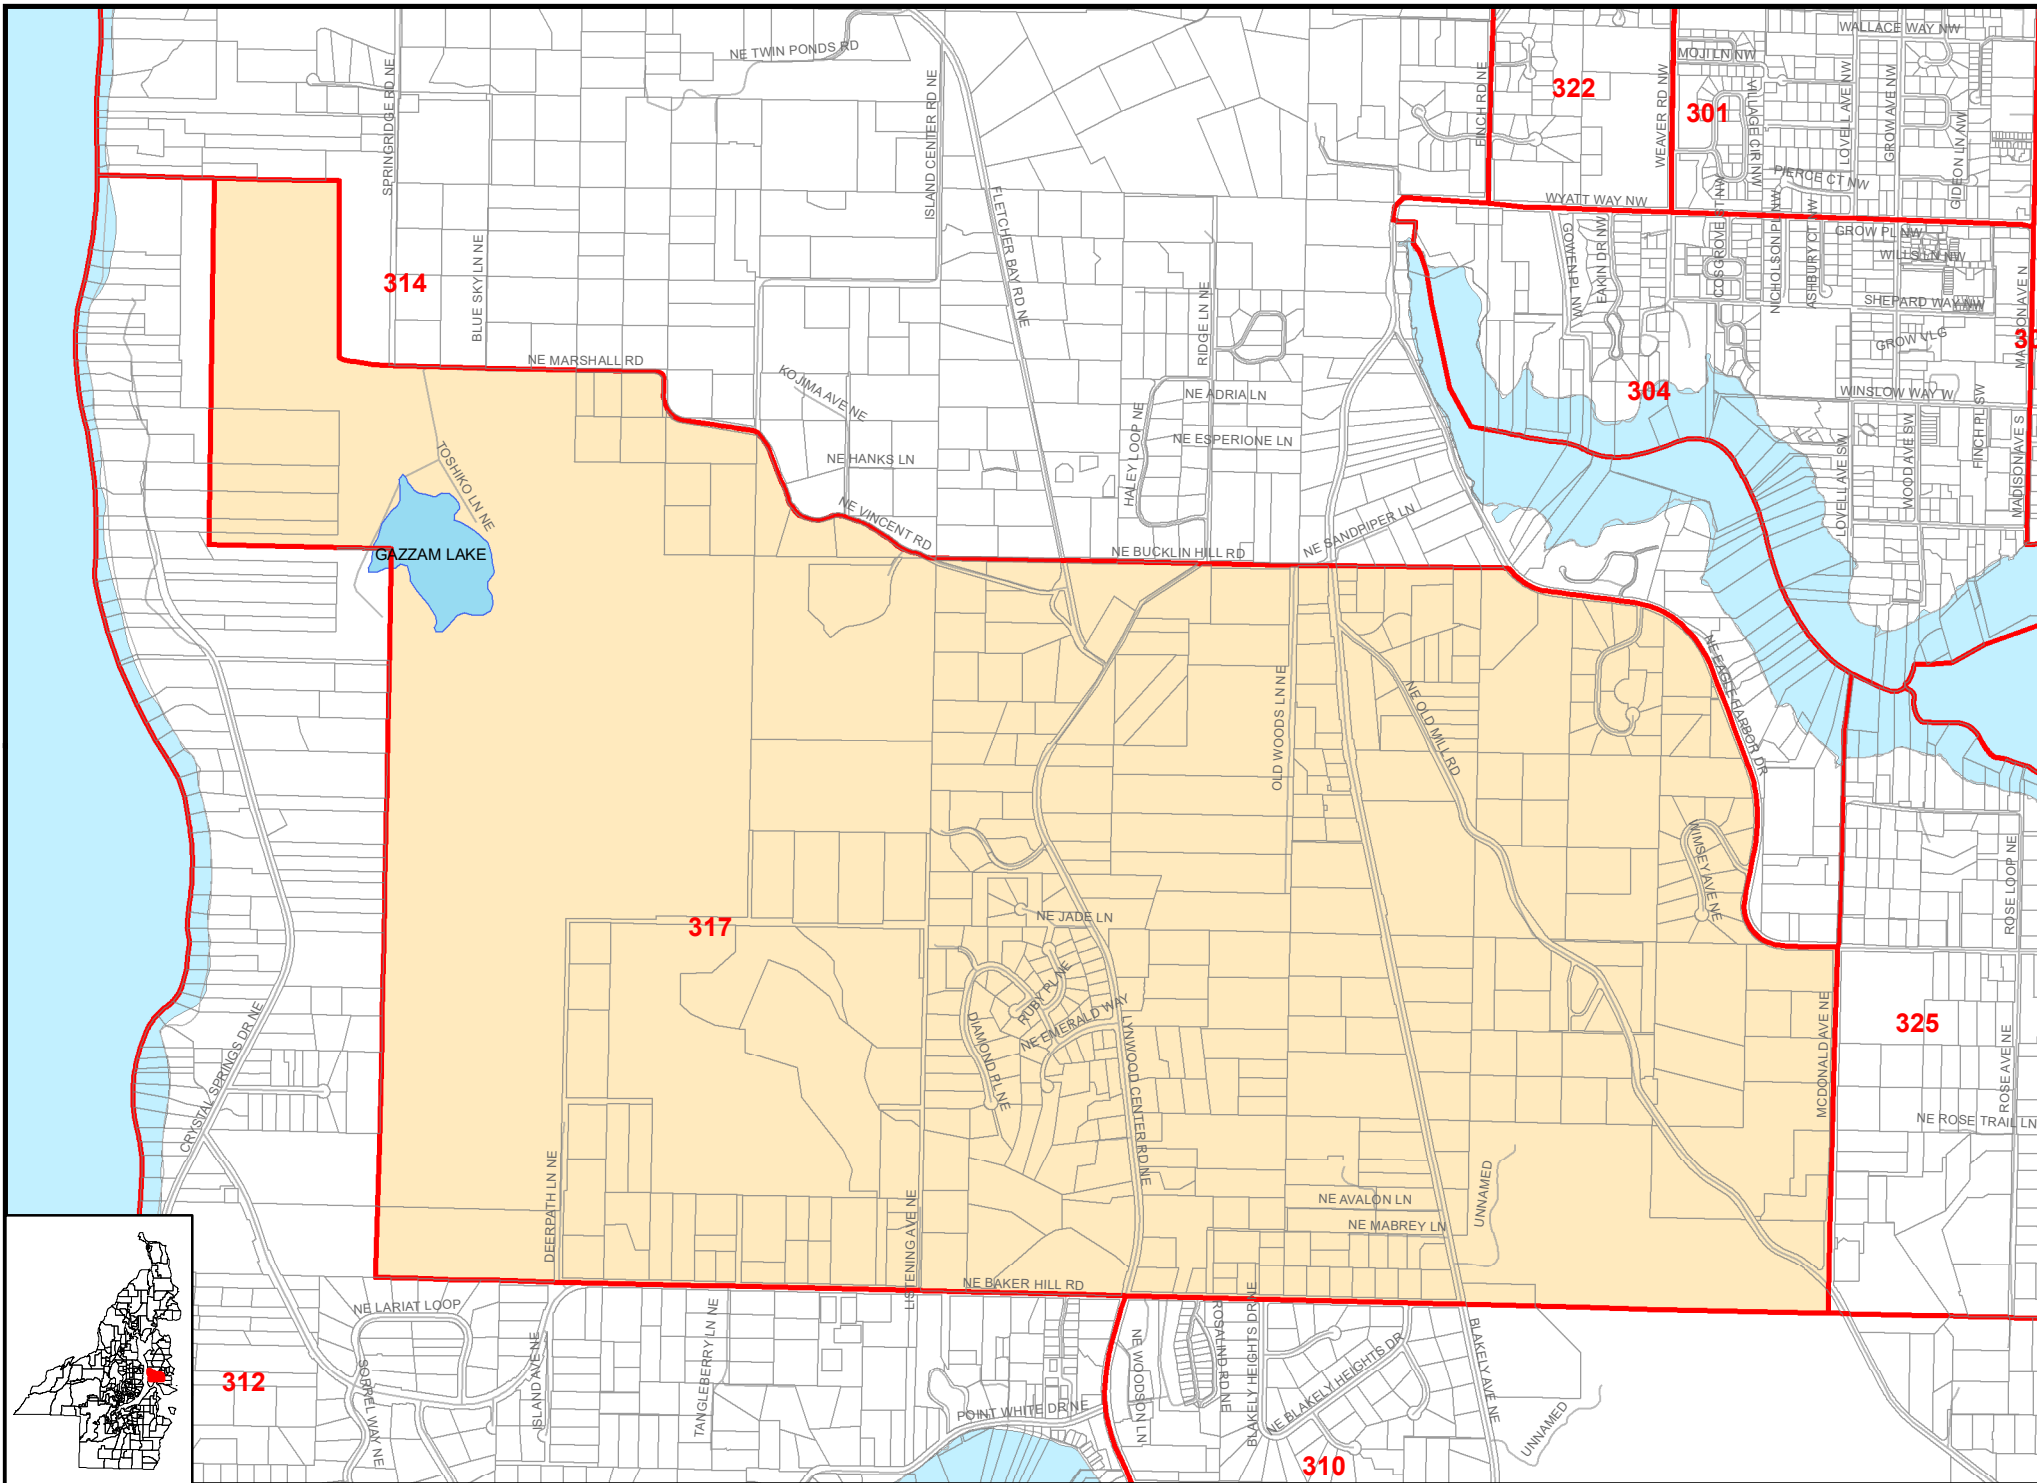 WALLACE WAY NW
NE TWIN PONDS RD
MOJI LN NW
322
301
SPRINGRIDGE RD NE
ISLAND CENTER RD NE
FINCH RD NE
WEAVER RD NW
VILLAGE CIR NW
LOVELL AVE NW
GROW AVE NW
GIDEON LN NW
PIERCE CT NW
WYATT WAY NW
FLETCHER BAY RD NE
GOWEN PL NW
EAKIN DR NW
COSGROVE ST NW
NICHOLSON PL NW
ASHBURY CT NW
GROW PL NW
WILLS LN NW
314
BLUE SKY LN NE
RIDGE LN NE
SHEPARD WAY NW
MADISON AVE N
GROW VLG
NE MARSHALL RD
KOJIMA AVE NE
NE ADRIA LN
304
WINSLOW WAY W
HALEY LOOP NE
NE ESPERIONE LN
NE HANKS LN
TOSHIKO LN NE
LOVELL AVE SW
WOOD AVE SW
FINCH PL SW
MADISON AVE S
NE VINCENT RD
NE SANDPIPER LN
GAZZAM LAKE
NE BUCKLIN HILL RD
OLD WOODS LN NE
NE OLD MILL RD
NE EAGLE HARBOR DR
WIMSEY AVE NE
ROSE LOOP NE
317
NE JADE LN
RUBY PL NE
NE EMERALD WAY
DIAMOND PL NE
LYNWOOD CENTER RD NE
MCDONALD AVE NE
325
ROSE AVE NE
NE ROSE TRAIL LN
CRYSTAL SPRINGS DR NE
DEERPATH LN NE
LISTENING AVE NE
NE AVALON LN
NE MABREY LN
UNNAMED
NE BAKER HILL RD
NE LARIAT LOOP
ISLAND AVE NE
TANGLEBERRY LN NE
NE WOODSON LN
ROSALIND RD NE
BLAKELY HEIGHTS DR NE
NE BLAKELY HEIGHTS DR
BLAKELY AVE NE
312
SORREL WAY NE
POINT WHITE DR NE
UNNAMED
310